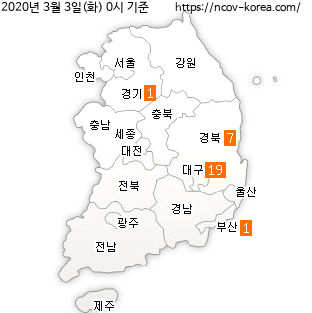 2020년 3월 3일(화) 0시 기준 https://ncov-korea.com/
서울
강원
인천
경기 1
충북
충남
세종
경북 7
대전
대구 19
전북
울산
경남
광주
부산 1
전남
제주